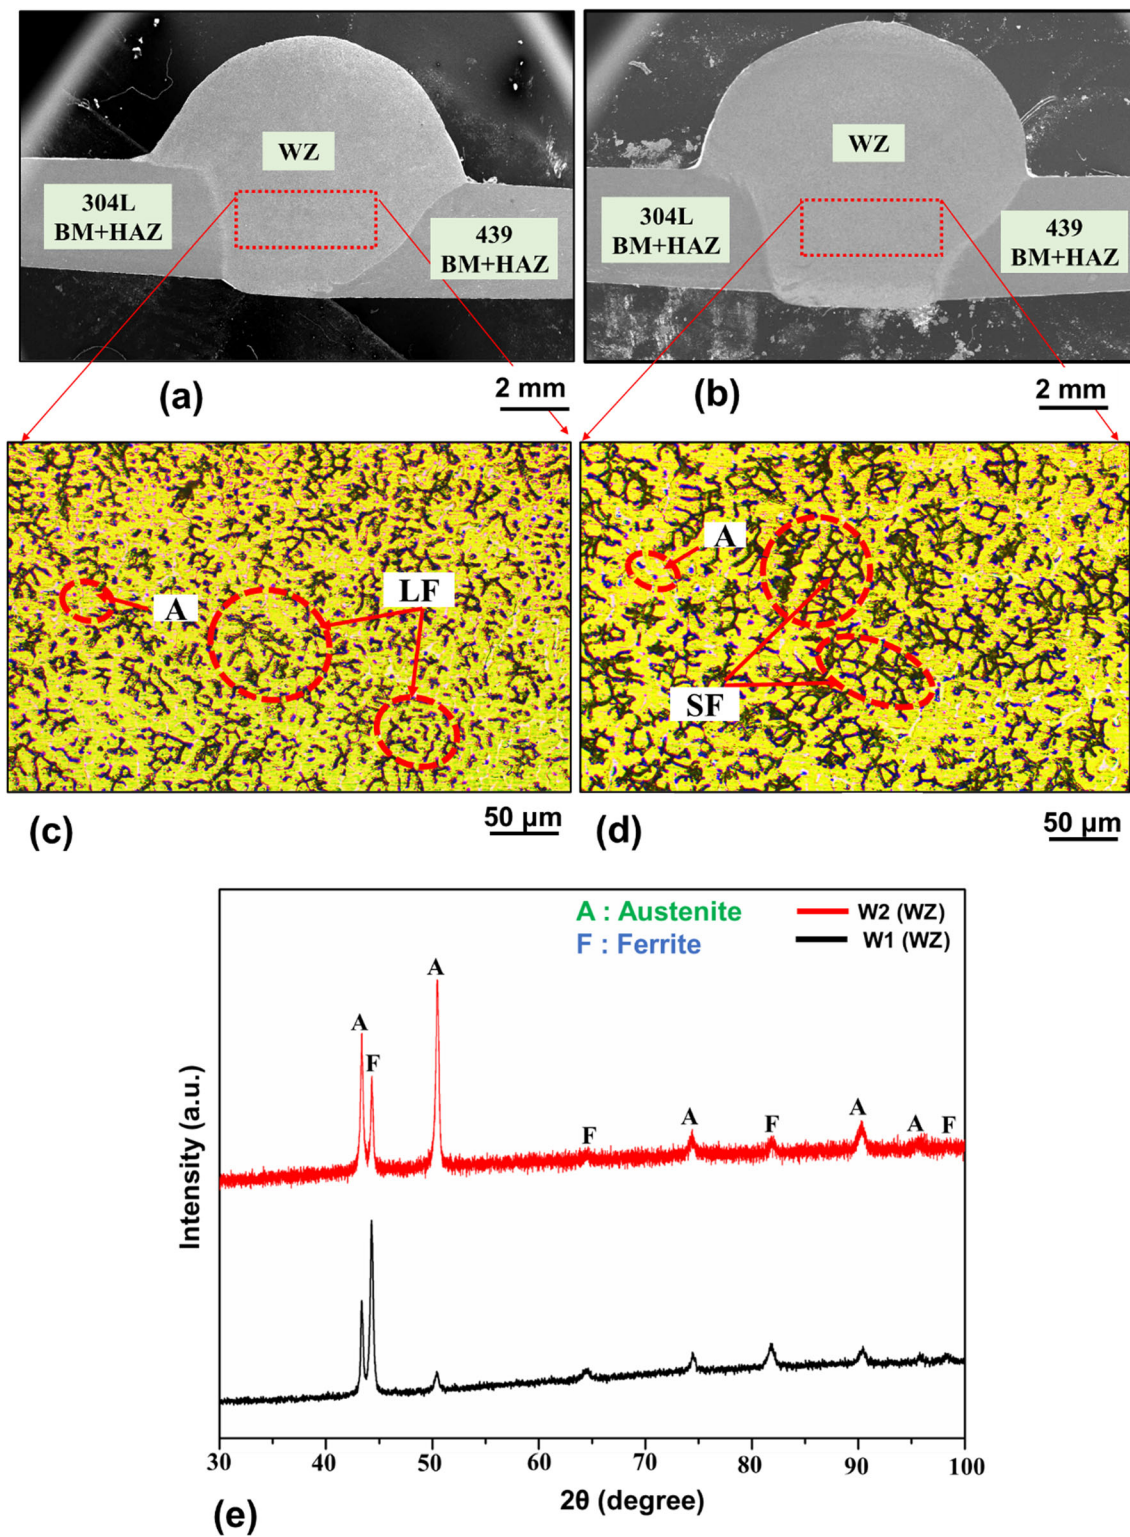 WZ
304L
BM+HAZ
439
BM+HAZ
(a)
2 mm
WZ
304L
BM+HAZ
439
BM+HAZ
(b)
2 mm
A
LF
(c)
50 µm
A
SF
(d)
50 µm
A : Austenite
F : Ferrite
W2 (WZ)
W1 (WZ)
A
F
A
F
A
F
A
A
F
Intensity (a.u.)
30
40
50
60
70
80
90
100
2θ (degree)
(e)